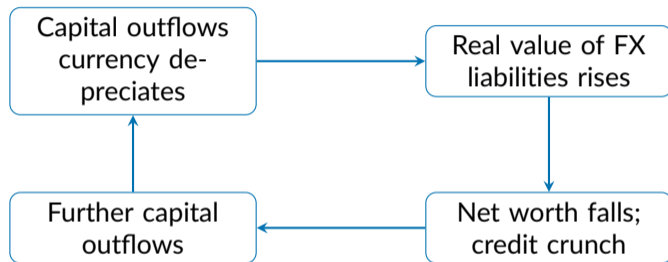 Capital outflows
currency de-
preciates
Real value of FX
liabilities rises
Further capital
outflows
Net worth falls;
credit crunch